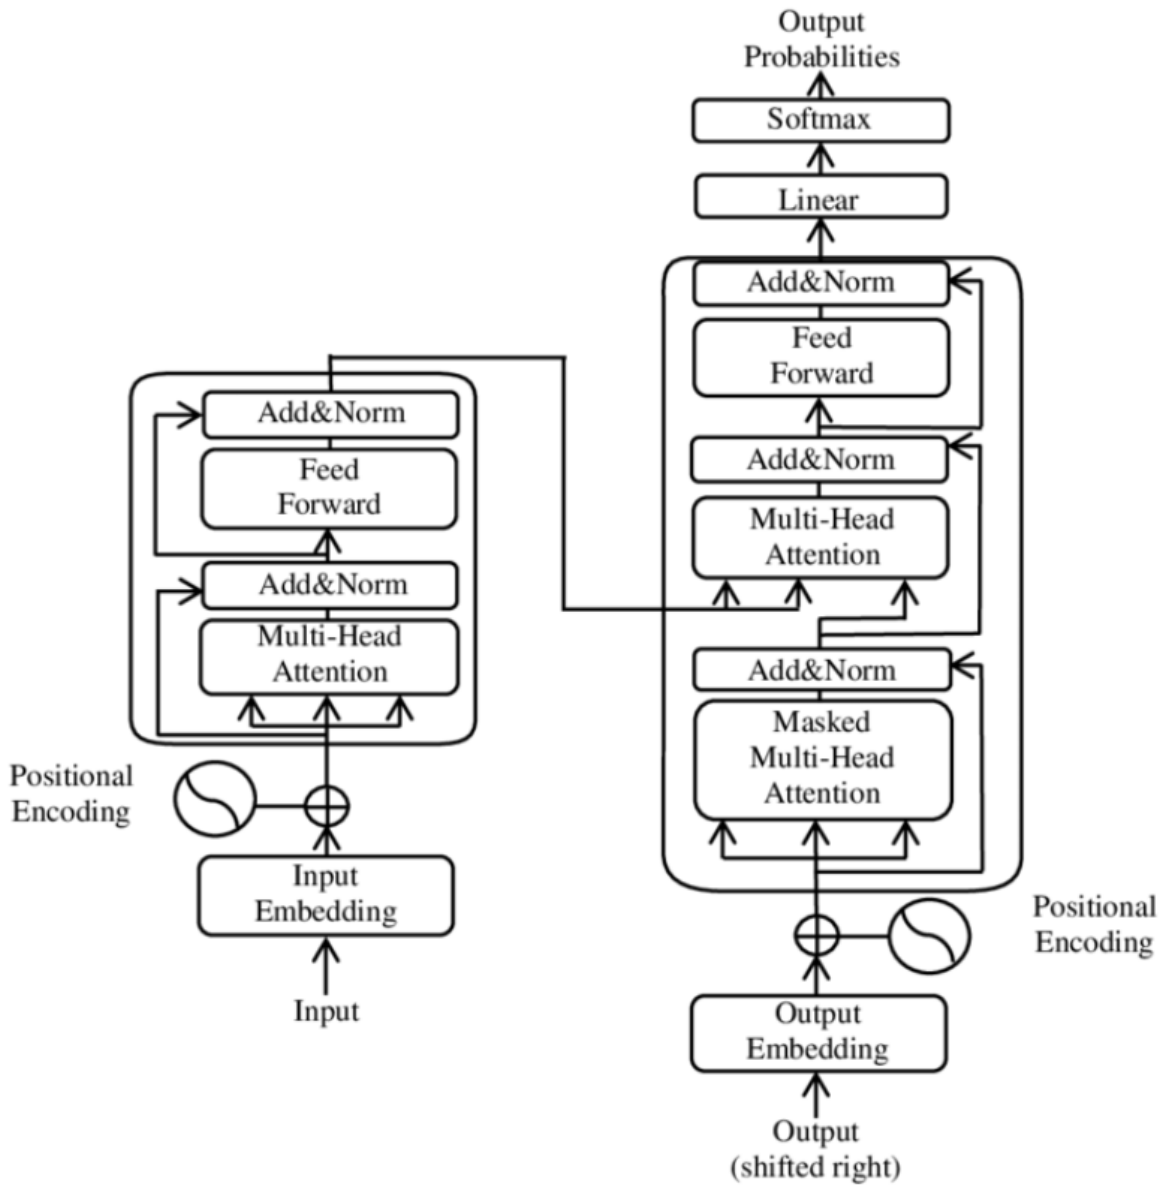 Output
Probabilities
Softmax
Linear
Add&Norm
Feed
Forward
Add&Norm
Multi-Head
Attention
Add&Norm
Masked
Multi-Head
Attention
Positional
Encoding
Output
Embedding
Output
(shifted right)
Add&Norm
Feed
Forward
Add&Norm
Multi-Head
Attention
Positional
Encoding
Input
Embedding
Input